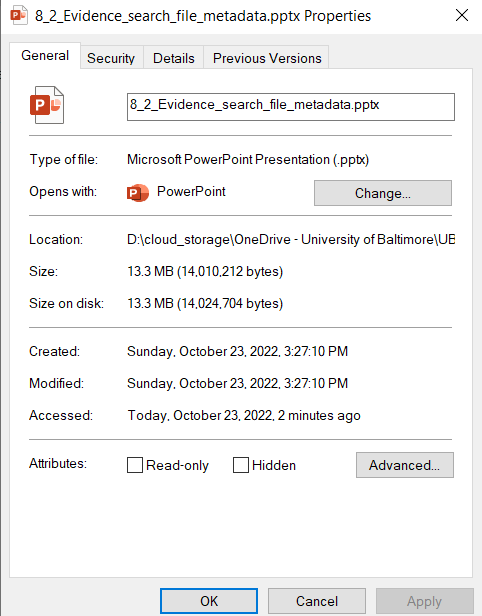 8_2_Evidence_search_file_metadata.pptx Properties
General Security Details Previous Versions
8_2_Evidence_search_file_metadata.pptx
Type of file: Microsoft PowerPoint Presentation (.pptx)
Opens with: PowerPoint Change...
Location: D:\cloud_storage\OneDrive - University of Baltimore\UB
Size: 13.3 MB (14,010,212 bytes)
Size on disk: 13.3 MB (14,024,704 bytes)
Created: Sunday, October 23, 2022, 3:27:10 PM
Modified: Sunday, October 23, 2022, 3:27:10 PM
Accessed: Today, October 23, 2022, 2 minutes ago
Attributes: Read-only Hidden Advanced...
OK Cancel Apply